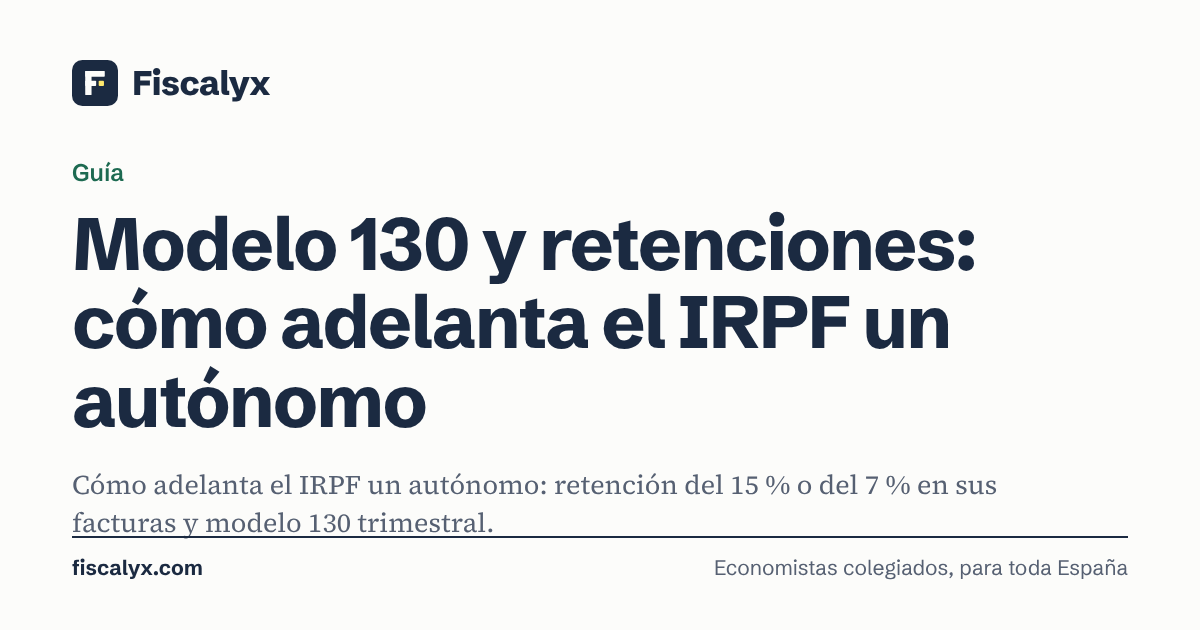 Fiscalyx
Guía
Modelo 130 y retenciones:
cómo adelanta el IRPF un
autónomo
Cómo adelanta el IRPF un autónomo: retención del 15 % o del 7 % en sus
facturas y modelo 130 trimestral.
fiscalyx.com
Economistas colegiados, para toda España